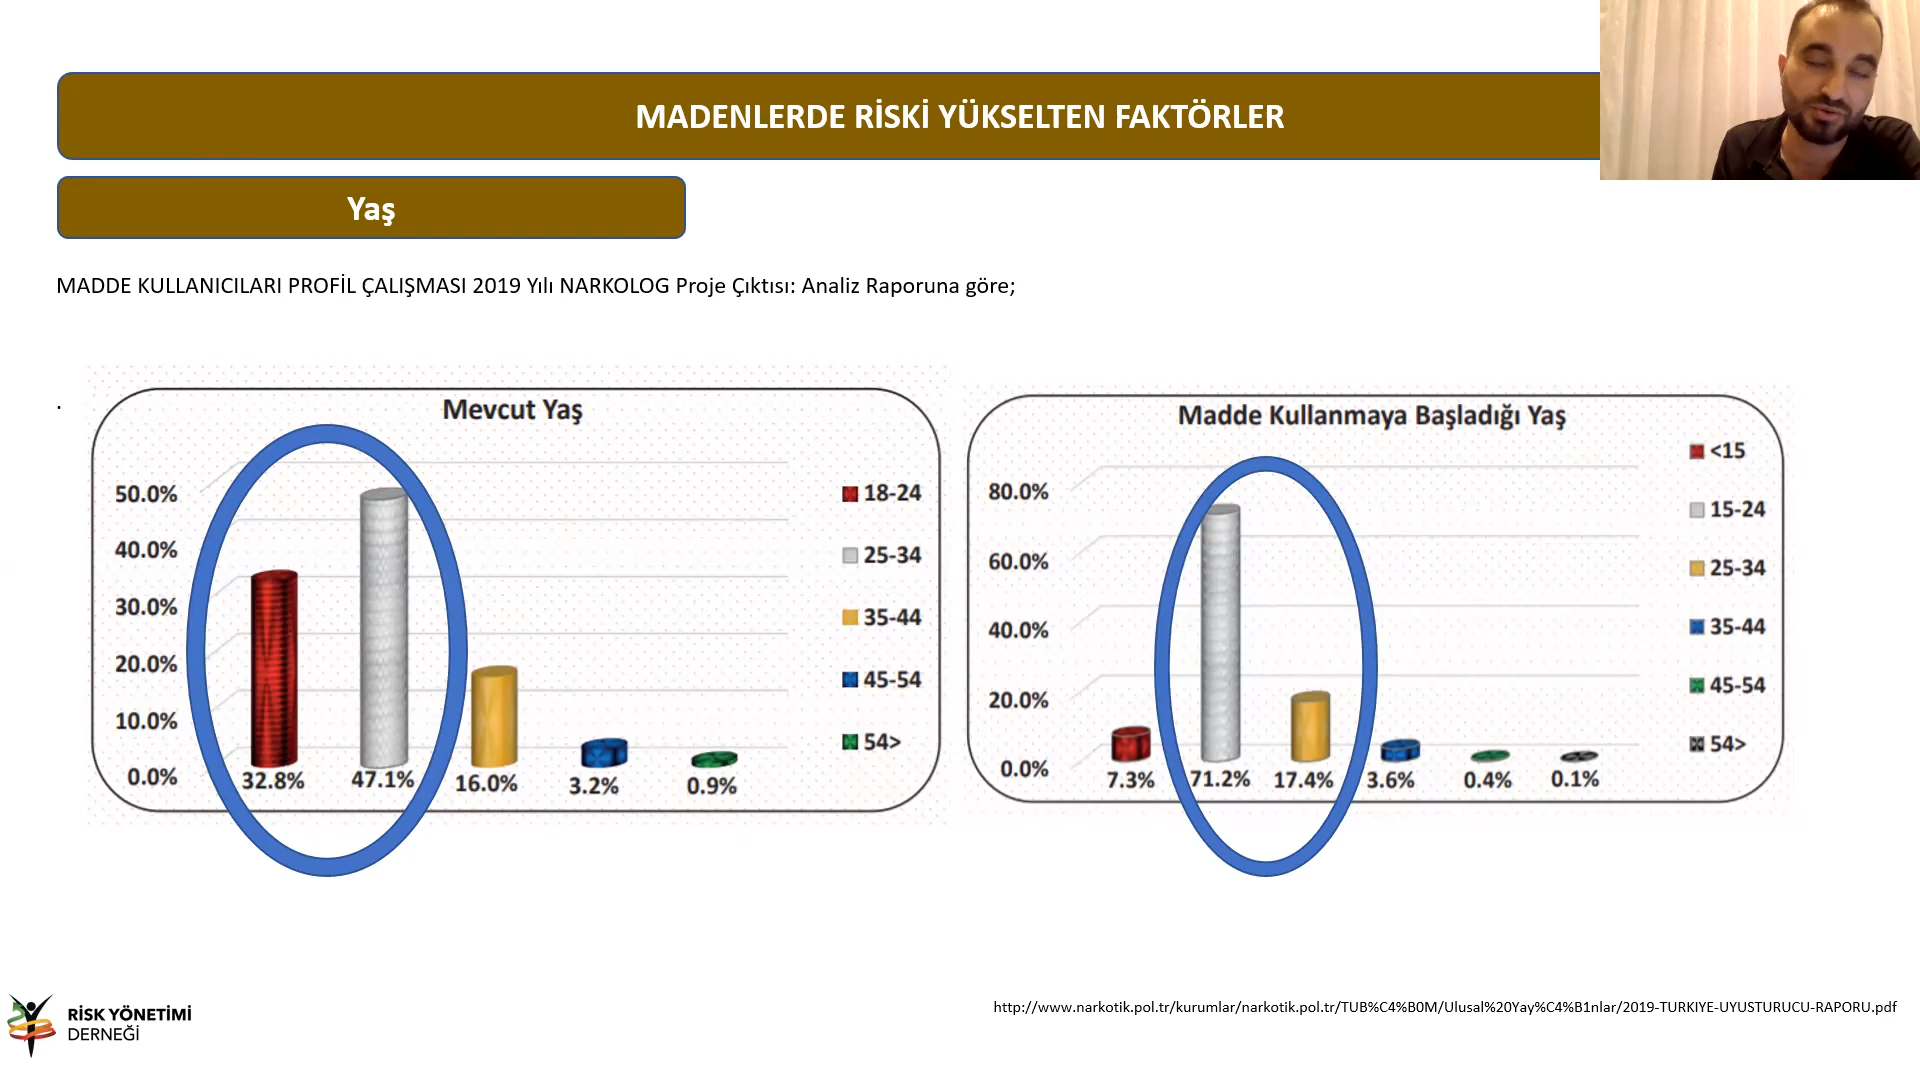 MADENLERDE RİSKİ YÜKSELTEN FAKTÖRLER
Yaş
MADDE KULLANICILARI PROFİL ÇALIŞMASI 2019 Yılı NARKOLOG Proje Çıktısı: Analiz Raporuna göre;
.
Mevcut Yaş
50.0%
40.0%
30.0%
20.0%
10.0%
0.0%
32.8% 47.1% 16.0% 3.2% 0.9%
18-24
25-34
35-44
45-54
54>
Madde Kullanmaya Başladığı Yaş
80.0%
60.0%
40.0%
20.0%
0.0%
7.3% 71.2% 17.4% 3.6% 0.4% 0.1%
<15
15-24
25-34
35-44
45-54
54>
RİSK YÖNETİMİ
DERNEĞİ
http://www.narkotik.pol.tr/kurumlar/narkotik.pol.tr/TUB%C4%B0M/Ulusal%20Yay%C4%B1nlar/2019-TURKIYE-UYUSTURUCU-RAPORU.pdf